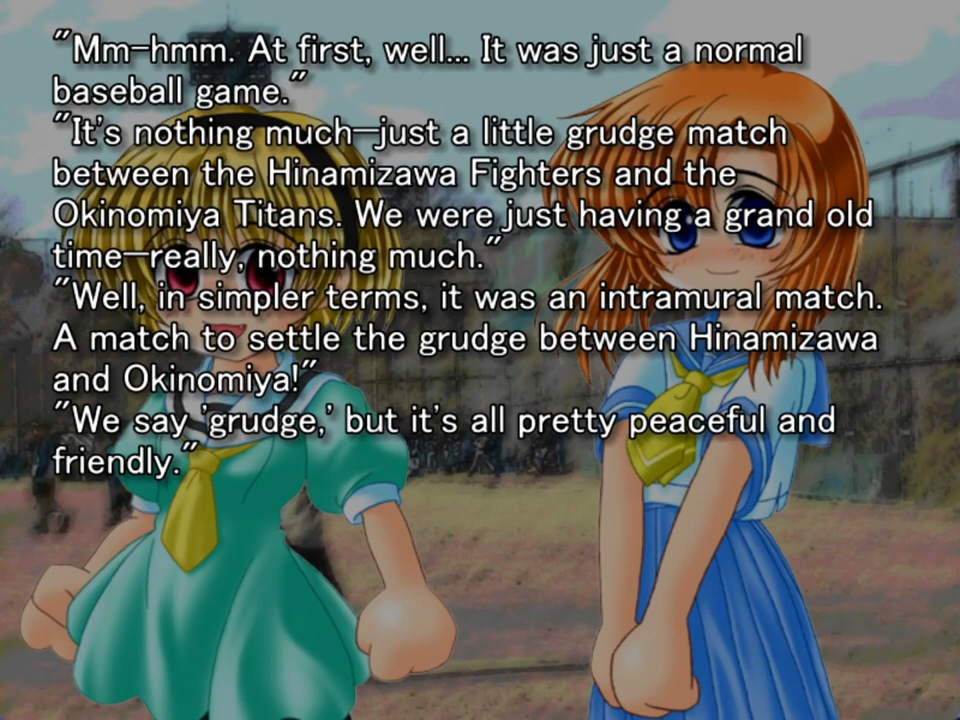 "Mm-hmm. At first, well... It was just a normal
baseball game."
"It's nothing much—just a little grudge match
between the Hinamizawa Fighters and the
Okinomiya Titans. We were just having a grand old
time—really, nothing much."
"Well, in simpler terms, it was an intramural match.
A match to settle the grudge between Hinamizawa
and Okinomiya!"
"We say 'grudge,' but it's all pretty peaceful and
friendly."